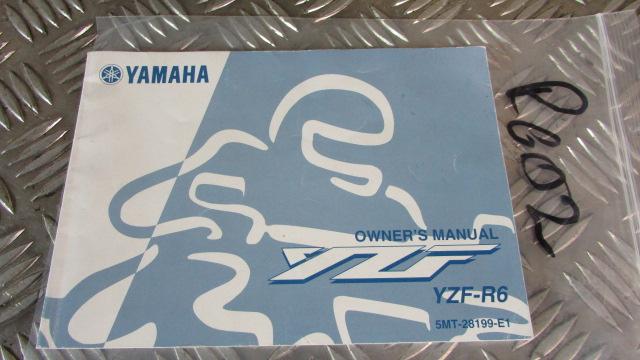 YAMAHA
OWNER'S MANUAL
YZF
YZF-R6
5MT-28199-E1
R602